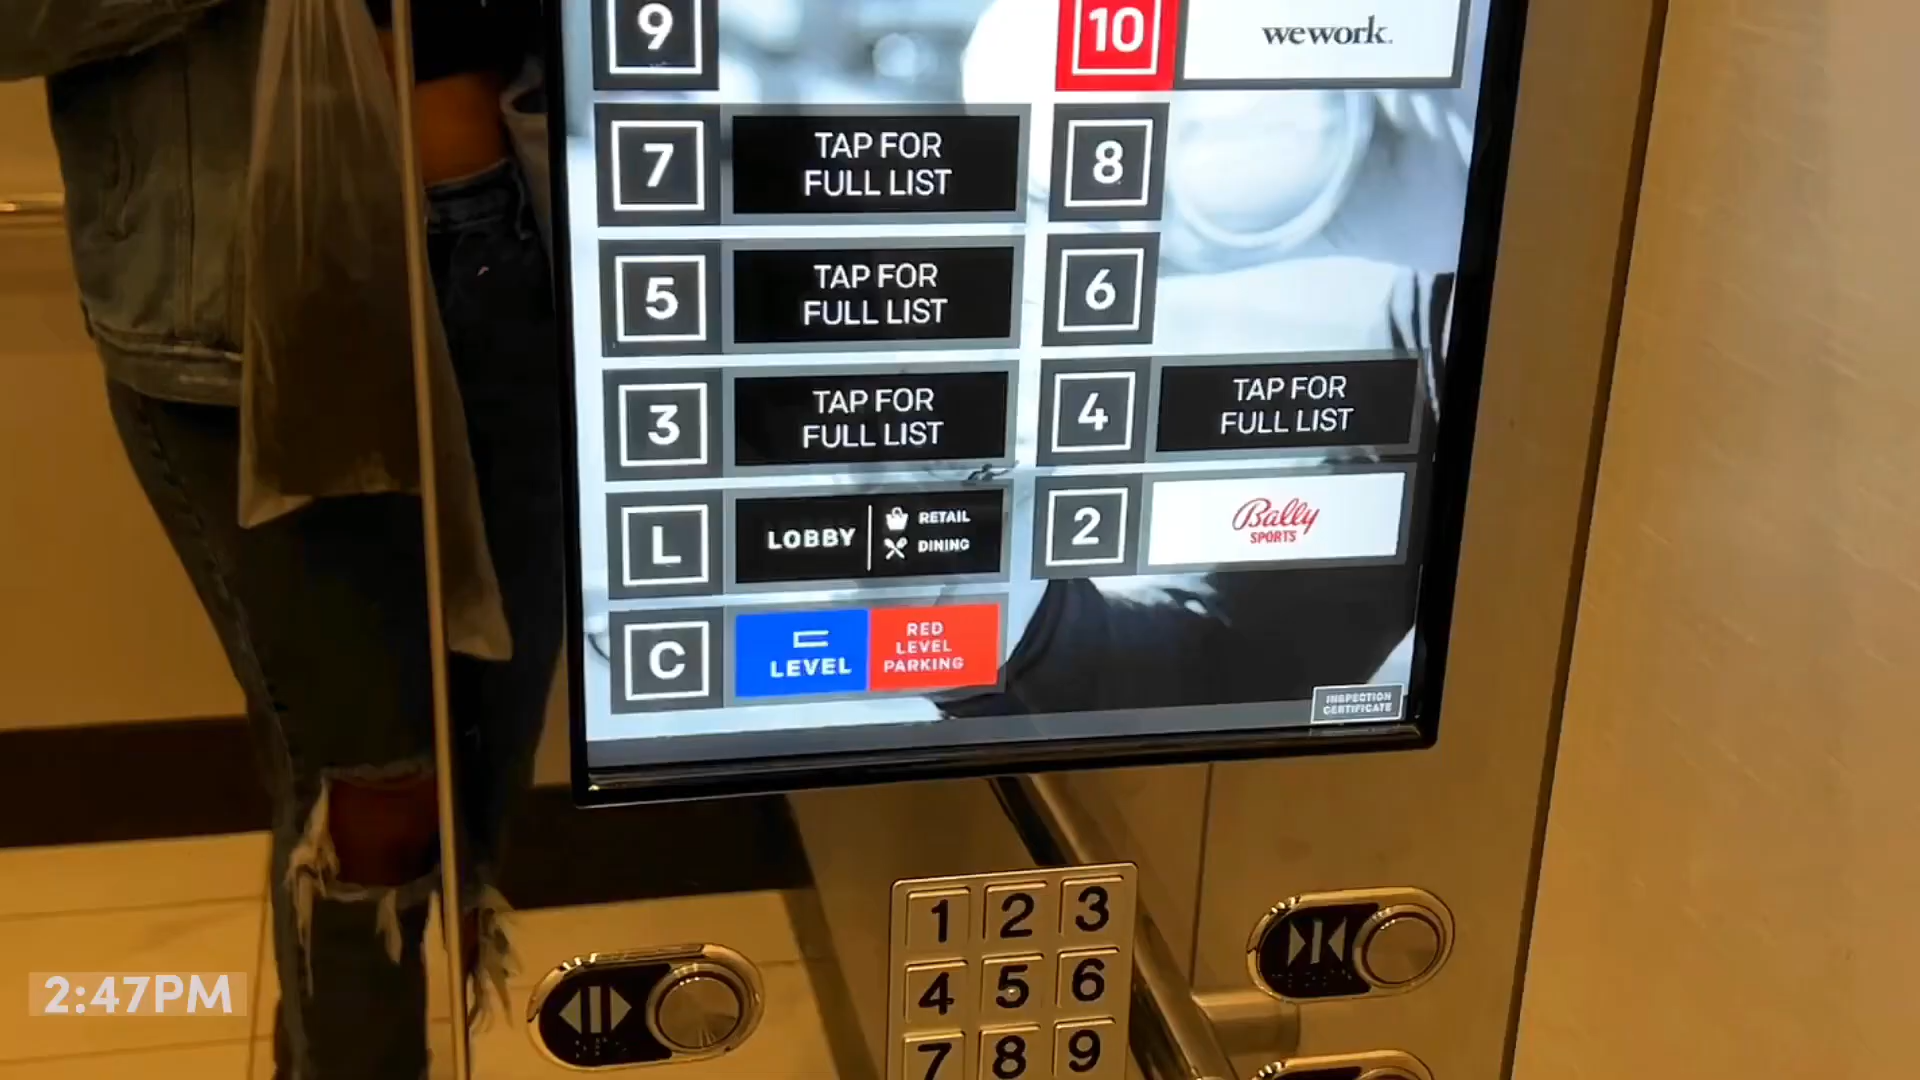 9
10
wework.
7
TAP FOR
FULL LIST
8
5
TAP FOR
FULL LIST
6
3
TAP FOR
FULL LIST
4
TAP FOR
FULL LIST
L
LOBBY
RETAIL
DINING
2
Bally
SPORTS
C
LEVEL
RED
LEVEL
PARKING
INSPECTION
CERTIFICATE
1 2 3
4 5 6
7 8 9
2:47PM